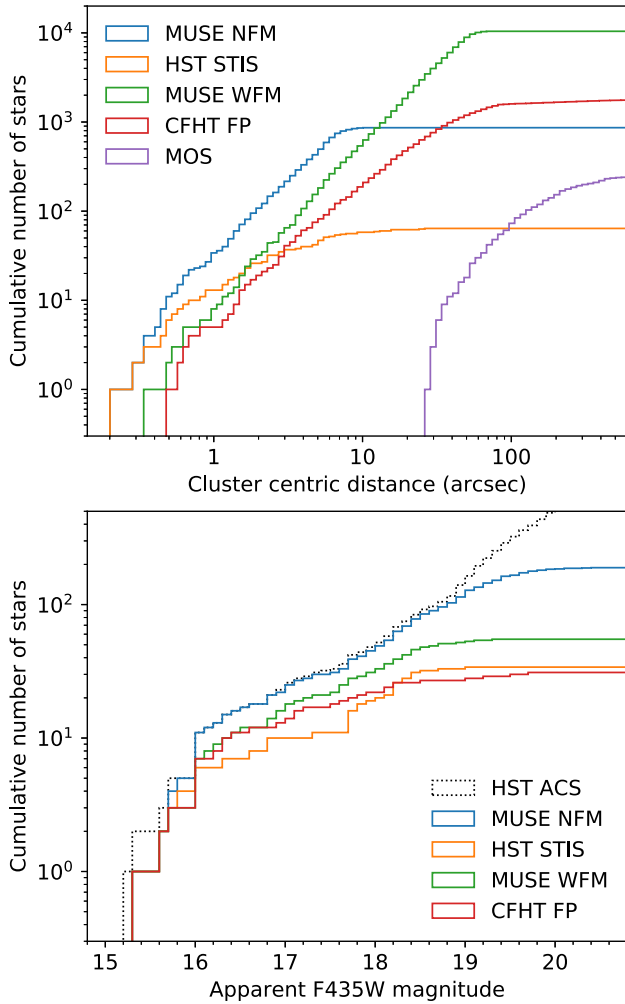 MUSE NFM
HST STIS
MUSE WFM
CFHT FP
MOS
Cumulative number of stars
10^4
10^3
10^2
10^1
10^0
1
10
100
Cluster centric distance (arcsec)
Cumulative number of stars
10^2
10^1
10^0
HST ACS
MUSE NFM
HST STIS
MUSE WFM
CFHT FP
15
16
17
18
19
20
Apparent F435W magnitude